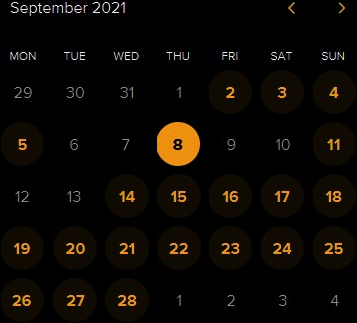 September 2021
MON TUE WED THU FRI SAT SUN
29 30 31 1 2 3 4
5 6 7 8 9 10 11
12 13 14 15 16 17 18
19 20 21 22 23 24 25
26 27 28 1 2 3 4